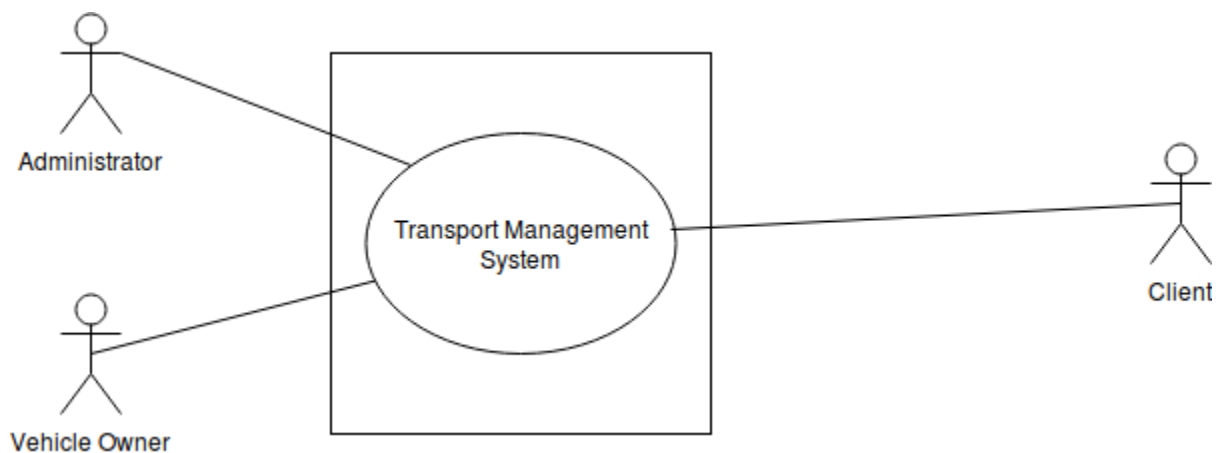 Administrator
Transport Management
System
Client
Vehicle Owner